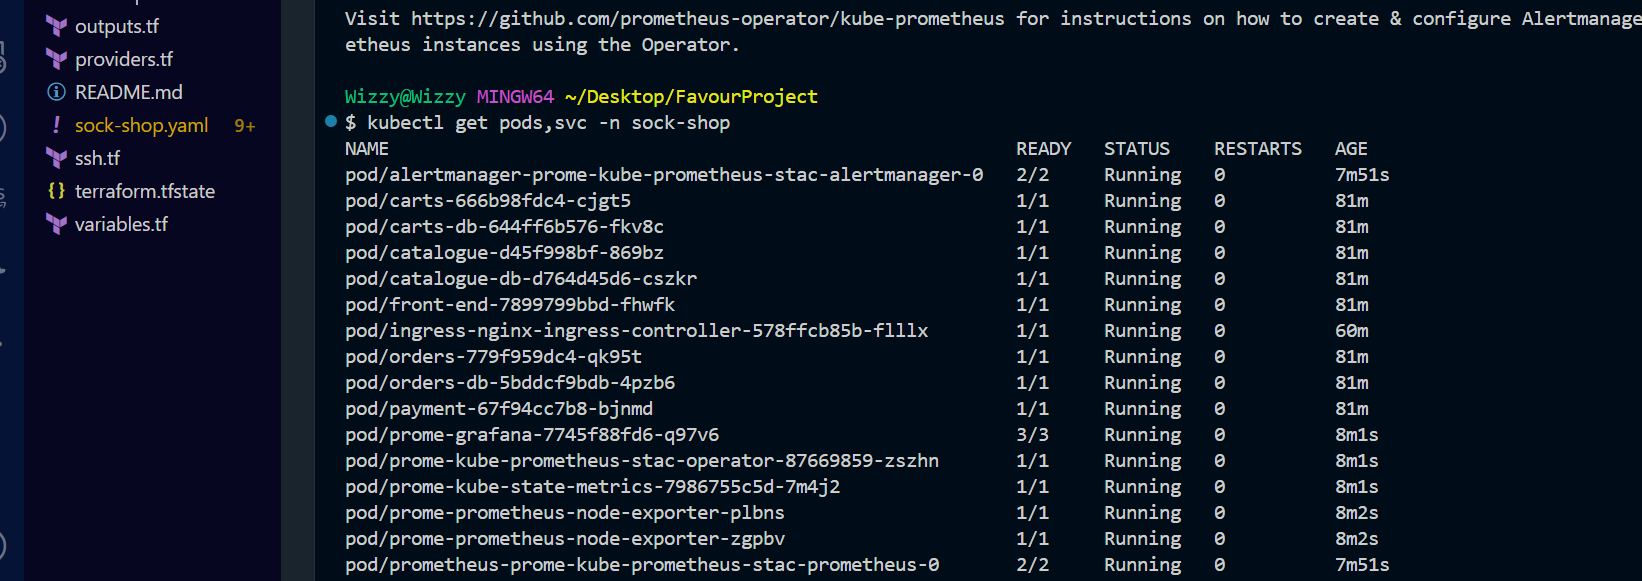 outputs.tf
providers.tf
README.md
! sock-shop.yaml 9+
ssh.tf
{} terraform.tfstate
variables.tf
Visit https://github.com/prometheus-operator/kube-prometheus for instructions on how to create & configure Alertmanage
etheus instances using the Operator.
Wizzy@Wizzy MINGW64 ~/Desktop/FavourProject
$ kubectl get pods,svc -n sock-shop
NAME READY STATUS RESTARTS AGE
pod/alertmanager-prome-kube-prometheus-stac-alertmanager-0 2/2 Running 0 7m51s
pod/carts-666b98fdc4-cjgt5 1/1 Running 0 81m
pod/carts-db-644ff6b576-fkv8c 1/1 Running 0 81m
pod/catalogue-d45f998bf-869bz 1/1 Running 0 81m
pod/catalogue-db-d764d45d6-cszkr 1/1 Running 0 81m
pod/front-end-7899799bbd-fhwfk 1/1 Running 0 81m
pod/ingress-nginx-ingress-controller-578ffcb85b-flllx 1/1 Running 0 60m
pod/orders-779f959dc4-qk95t 1/1 Running 0 81m
pod/orders-db-5bddcf9bdb-4pzb6 1/1 Running 0 81m
pod/payment-67f94cc7b8-bjnmd 1/1 Running 0 81m
pod/prome-grafana-7745f88fd6-q97v6 3/3 Running 0 8m1s
pod/prome-kube-prometheus-stac-operator-87669859-zszhn 1/1 Running 0 8m1s
pod/prome-kube-state-metrics-7986755c5d-7m4j2 1/1 Running 0 8m1s
pod/prome-prometheus-node-exporter-plbns 1/1 Running 0 8m2s
pod/prome-prometheus-node-exporter-zgpbv 1/1 Running 0 8m2s
pod/prometheus-prome-kube-prometheus-stac-prometheus-0 2/2 Running 0 7m51s